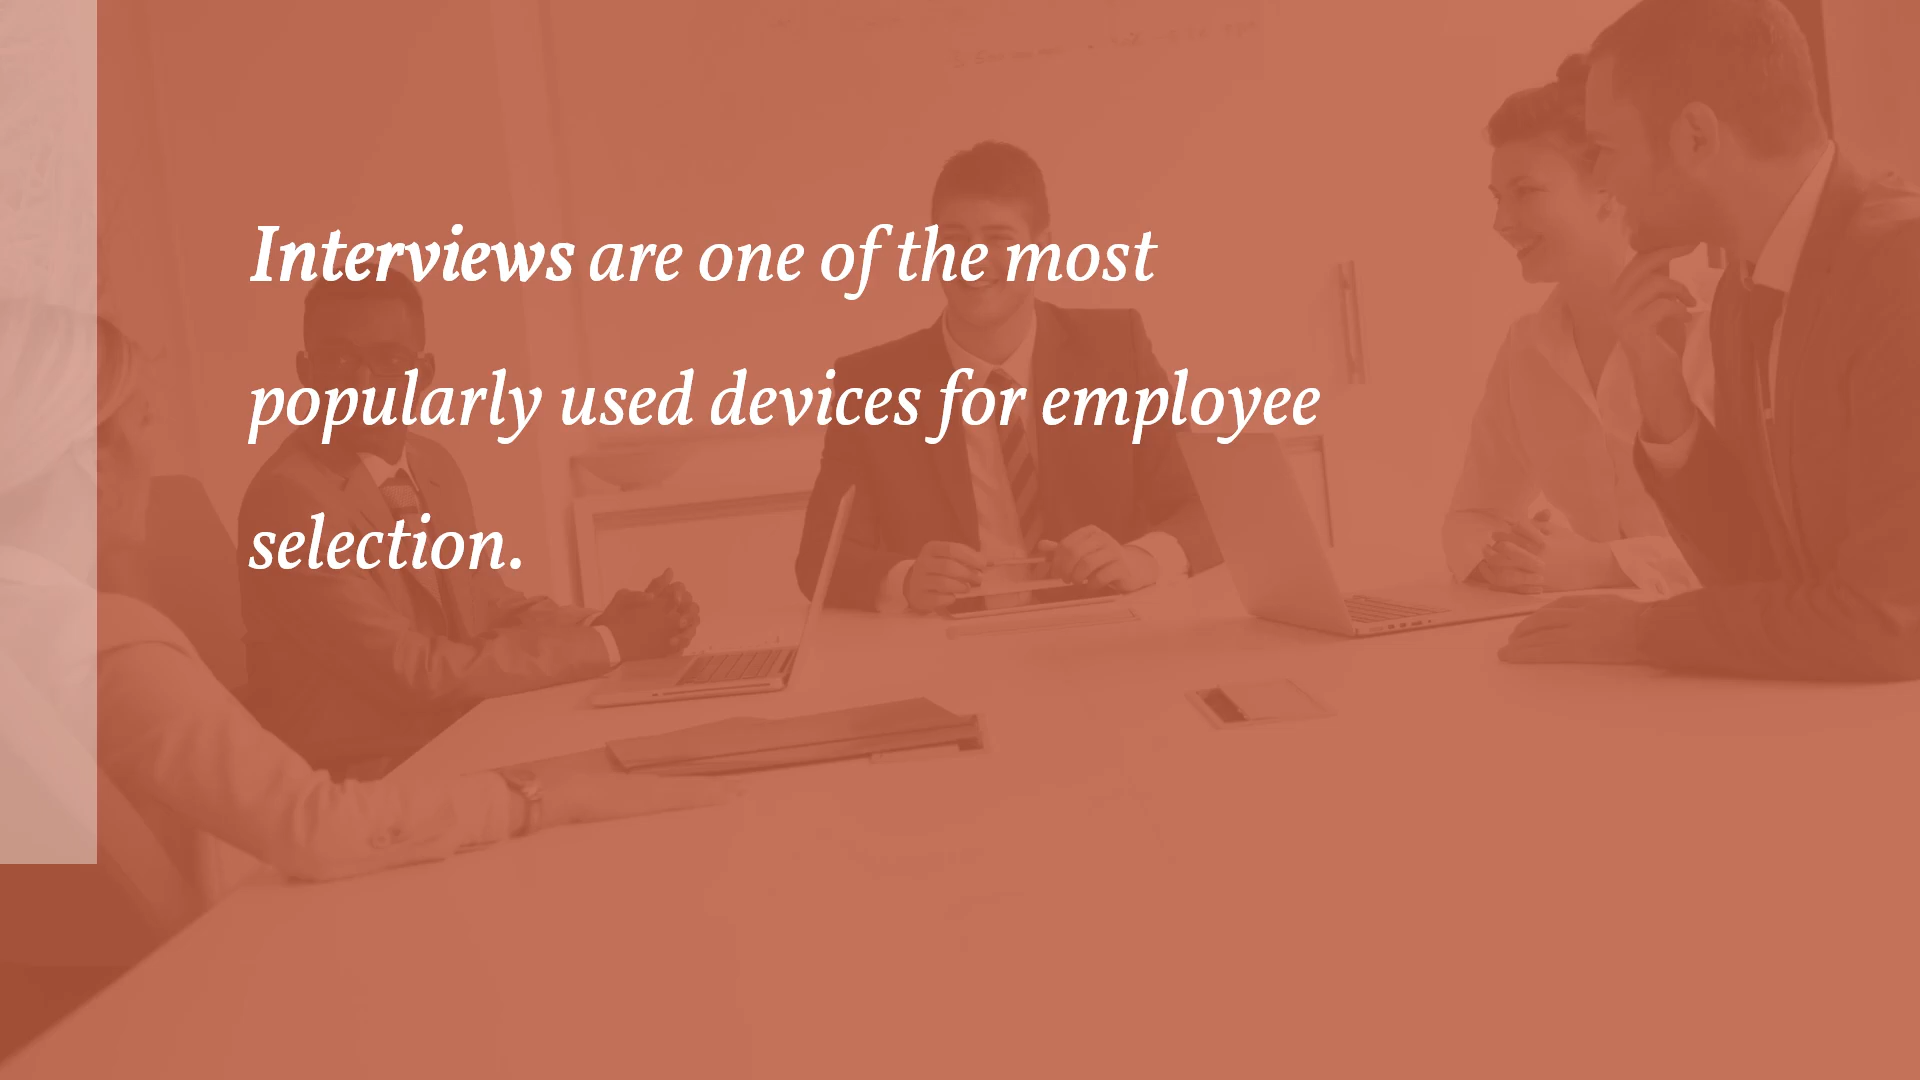 Interviews are one of the most
popularly used devices for employee
selection.